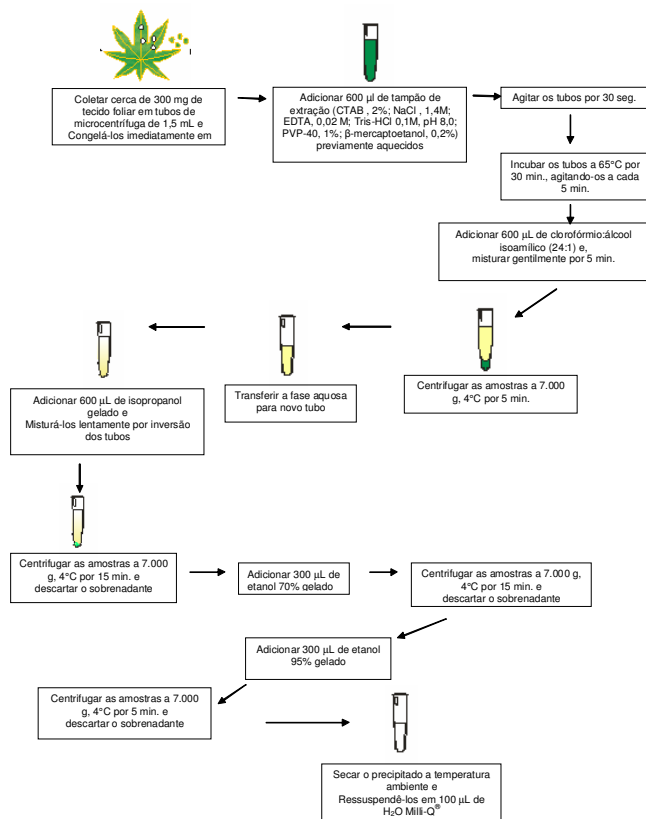 Coletar cerca de 300 mg de
tecido foliar em tubos de
microcentrífuga de 1,5 mL e
Congelá-los imediatamente em
Adicionar 600 µl de tampão de
extração (CTAB , 2%; NaCl , 1,4M;
EDTA, 0,02 M; Tris-HCl 0,1M, pH 8,0;
PVP-40, 1%; β-mercaptoetanol, 0,2%)
previamente aquecidos
Agitar os tubos por 30 seg.
Incubar os tubos a 65°C por
30 min., agitando-os a cada
5 min.
Adicionar 600 µL de clorofórmio:álcool
isoamílico (24:1) e,
misturar gentilmente por 5 min.
Centrifugar as amostras a 7.000
g, 4°C por 5 min.
Transferir a fase aquosa
para novo tubo
Adicionar 600 µL de isopropanol
gelado e
Misturá-los lentamente por inversão
dos tubos
Centrifugar as amostras a 7.000
g, 4°C por 15 min. e
descartar o sobrenadante
Adicionar 300 µL de
etanol 70% gelado
Centrifugar as amostras a 7.000 g,
4°C por 15 min. e
descartar o sobrenadante
Adicionar 300 µL de etanol
95% gelado
Centrifugar as amostras a 7.000
g, 4°C por 5 min. e
descartar o sobrenadante
Secar o precipitado a temperatura
ambiente e
Ressuspendê-los em 100 µL de
H2O Milli-Q®